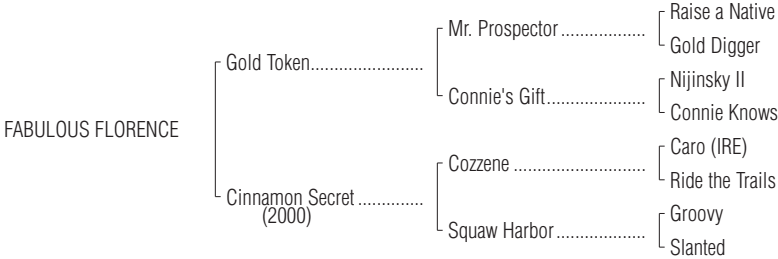 Raise a Native
Mr. Prospector ...................
Gold Digger
Gold Token.........................
Nijinsky II
Connie's Gift......................
Connie Knows
FABULOUS FLORENCE
Caro (IRE)
Cozzene .............................
Ride the Trails
Cinnamon Secret ..............
(2000)
Groovy
Squaw Harbor....................
Slanted